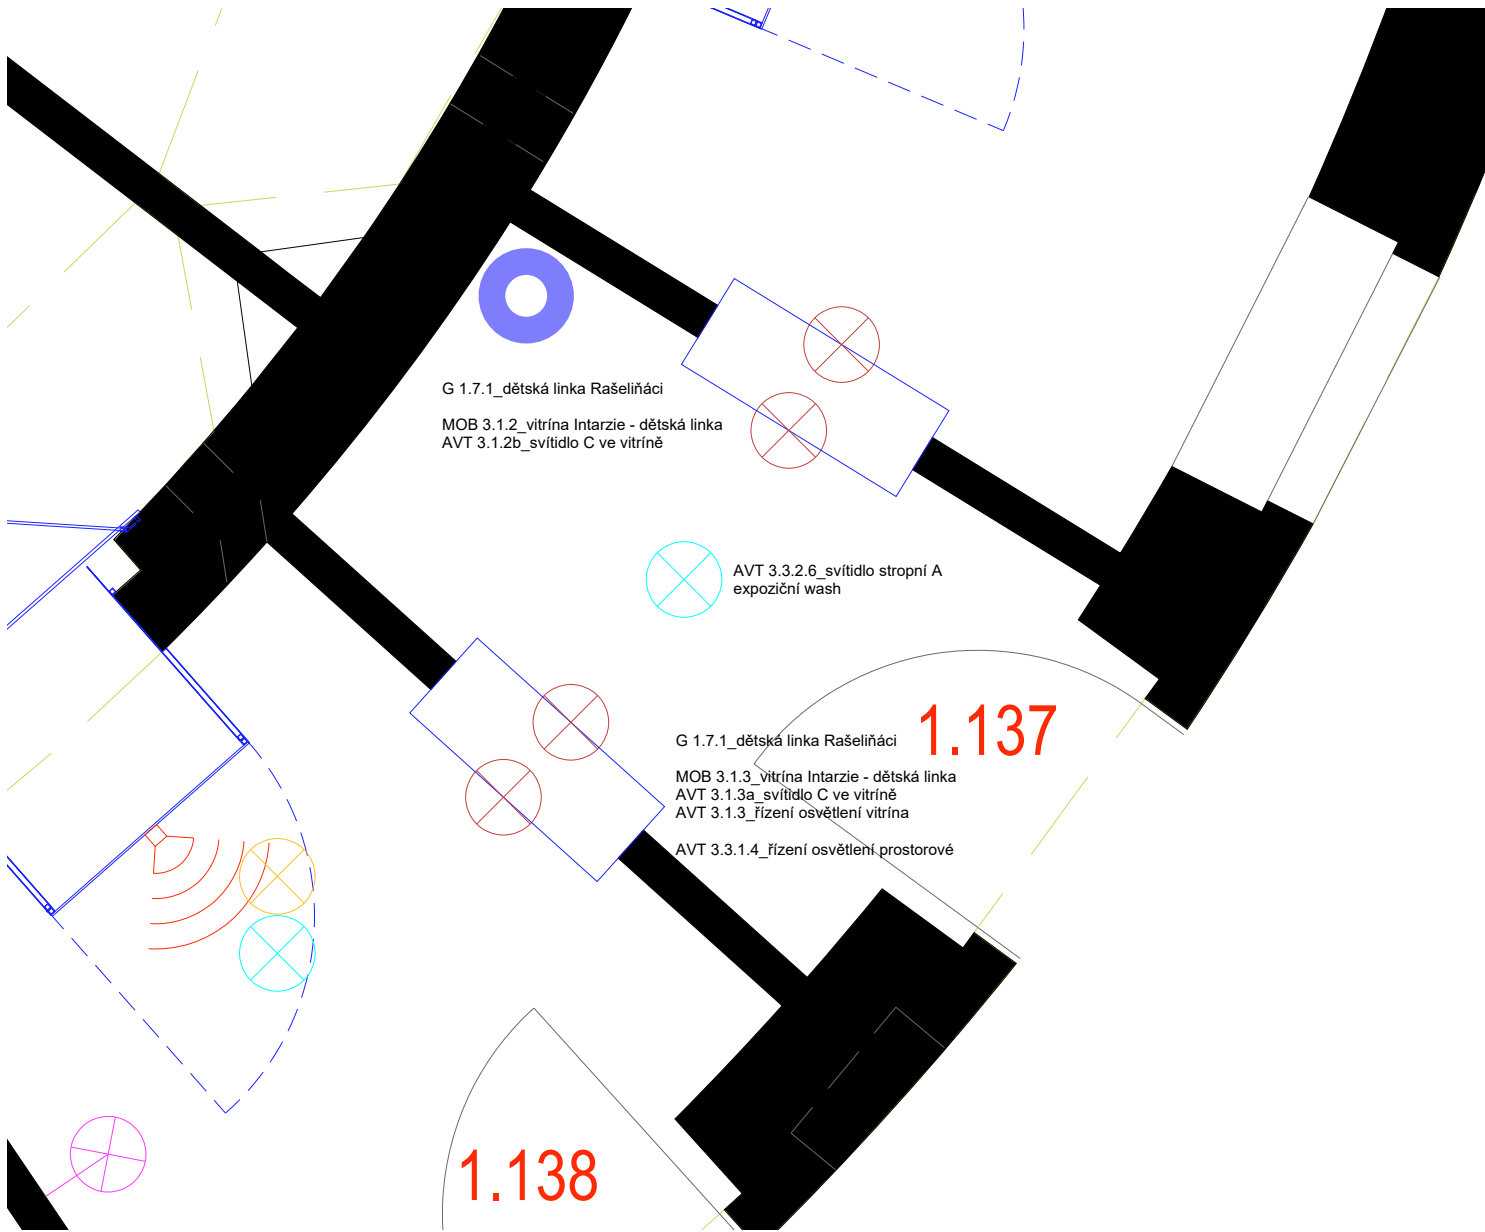 G 1.7.1_dětská linka Rašeliňáci
MOB 3.1.2_vitrína Intarzie - dětská linka
AVT 3.1.2b_svítidlo C ve vitríně
AVT 3.3.2.6_svítidlo stropní A
expoziční wash
1.137
G 1.7.1_dětská linka Rašeliňáci
MOB 3.1.3_vitrína Intarzie - dětská linka
AVT 3.1.3a_svítidlo C ve vitríně
AVT 3.1.3_řízení osvětlení vitrína
AVT 3.3.1.4_řízení osvětlení prostorové
1.138